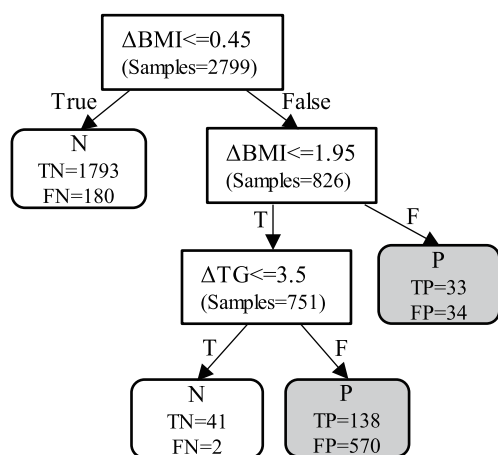 ΔBMI<=0.45
(Samples=2799)
True
False
N
TN=1793
FN=180
ΔBMI<=1.95
(Samples=826)
T
F
ΔTG<=3.5
(Samples=751)
P
TP=33
FP=34
T
F
N
TN=41
FN=2
P
TP=138
FP=570